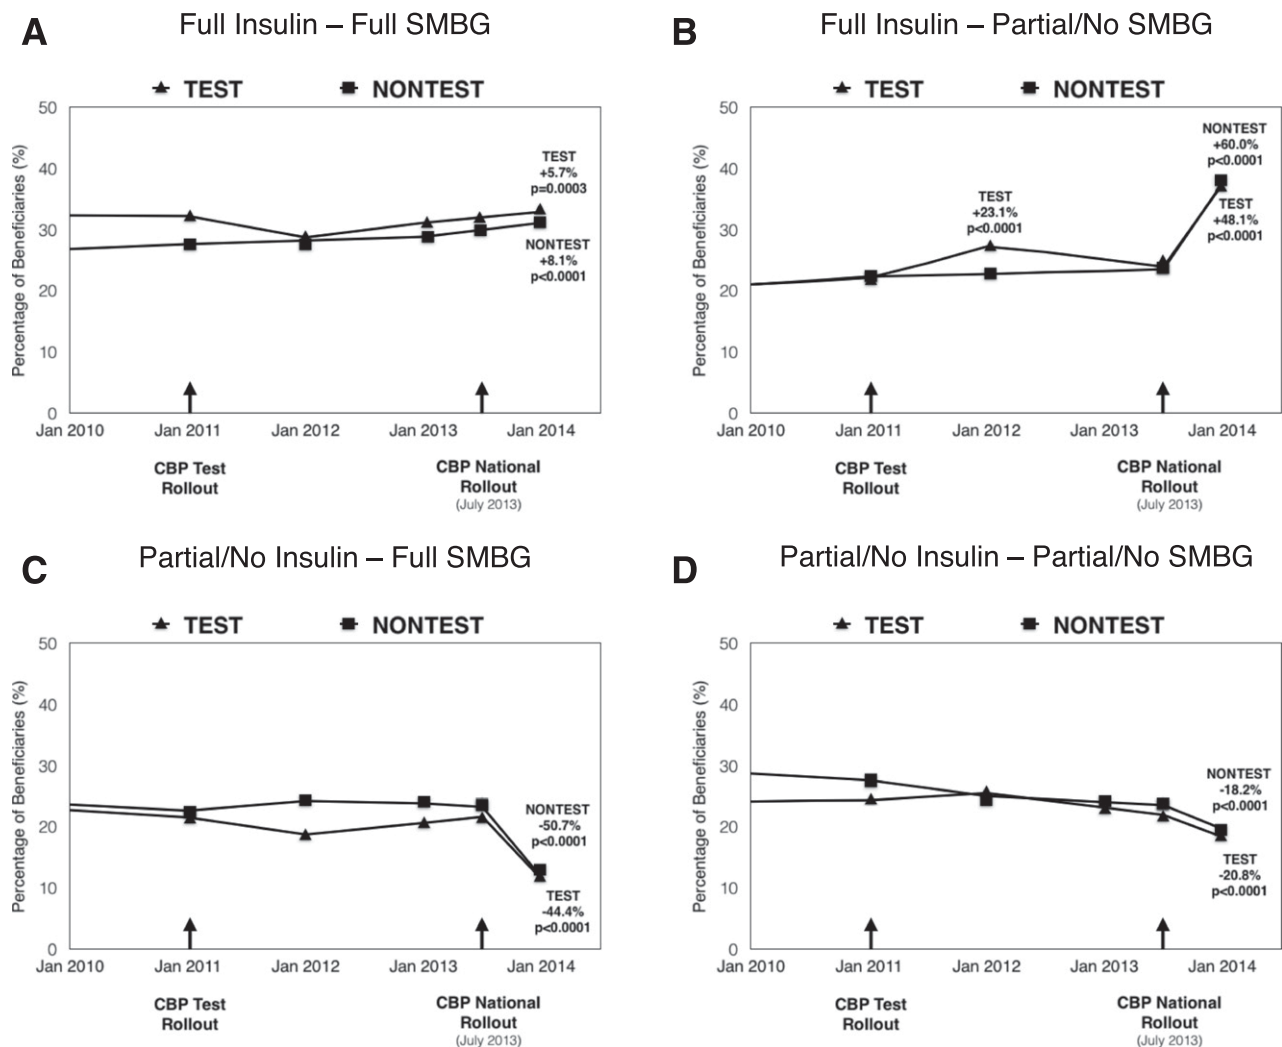 A
Full Insulin – Full SMBG
TEST
NONTEST
Percentage of Beneficiaries (%)
50
40
30
20
10
0
TEST
+5.7%
p=0.0003
NONTEST
+8.1%
p<0.0001
Jan 2010
Jan 2011
Jan 2012
Jan 2013
Jan 2014
CBP Test
Rollout
CBP National
Rollout
(July 2013)
B
Full Insulin – Partial/No SMBG
TEST
NONTEST
Percentage of Beneficiaries (%)
50
40
30
20
10
0
TEST
+23.1%
p<0.0001
NONTEST
+60.0%
p<0.0001
TEST
+48.1%
p<0.0001
Jan 2010
Jan 2011
Jan 2012
Jan 2013
Jan 2014
CBP Test
Rollout
CBP National
Rollout
(July 2013)
C
Partial/No Insulin – Full SMBG
TEST
NONTEST
Percentage of Beneficiaries (%)
50
40
30
20
10
0
NONTEST
-50.7%
p<0.0001
TEST
-44.4%
p<0.0001
Jan 2010
Jan 2011
Jan 2012
Jan 2013
Jan 2014
CBP Test
Rollout
CBP National
Rollout
(July 2013)
D
Partial/No Insulin – Partial/No SMBG
TEST
NONTEST
Percentage of Beneficiaries (%)
50
40
30
20
10
0
NONTEST
-18.2%
p<0.0001
TEST
-20.8%
p<0.0001
Jan 2010
Jan 2011
Jan 2012
Jan 2013
Jan 2014
CBP Test
Rollout
CBP National
Rollout
(July 2013)